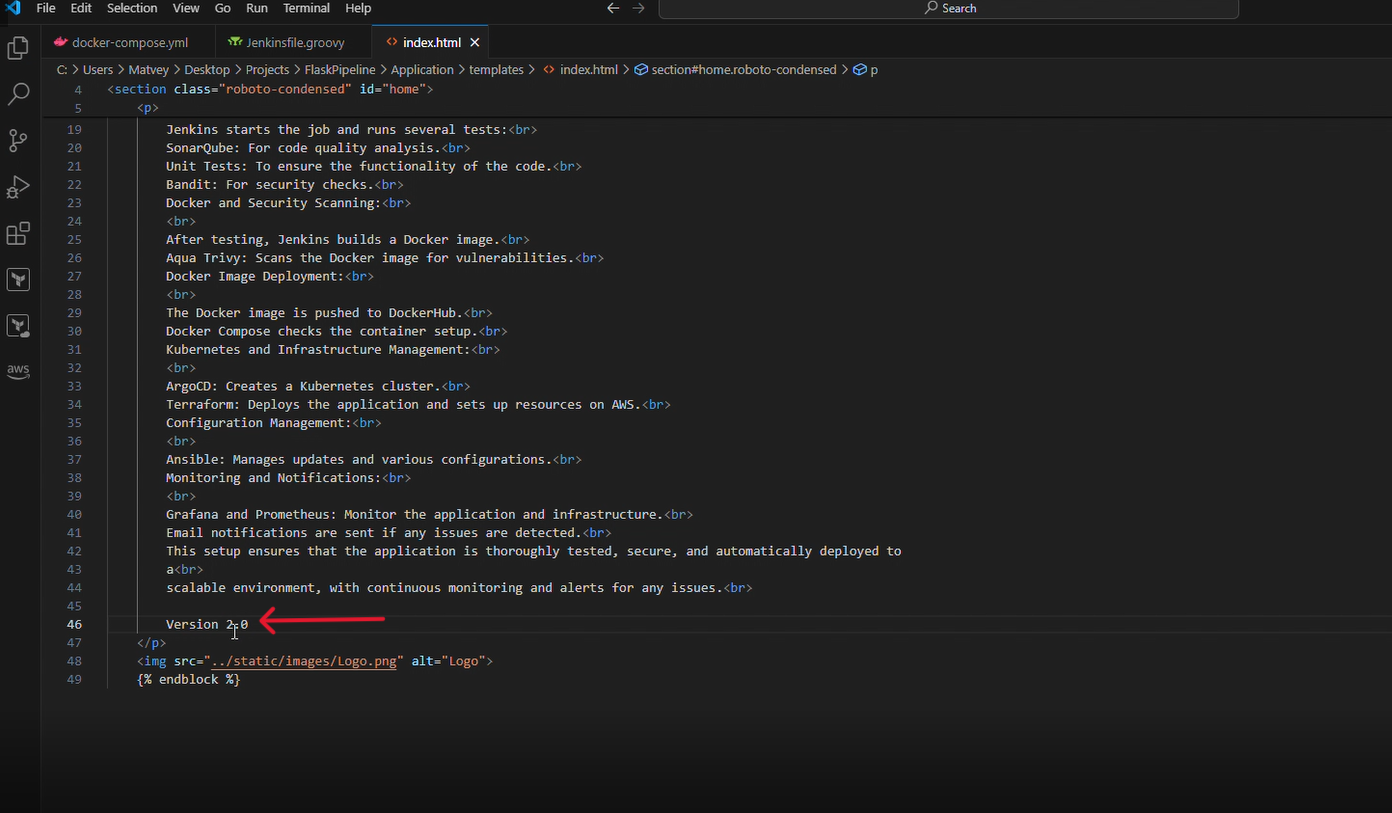 File Edit Selection View Go Run Terminal Help
Search
docker-compose.yml Jenkinsfile.groovy <> index.html
C: > Users > Matvey > Desktop > Projects > FlaskPipeline > Application > templates > <> index.html > section#home.roboto-condensed > p
4 <section class="roboto-condensed" id="home">
5 <p>
19 Jenkins starts the job and runs several tests:<br>
20 SonarQube: For code quality analysis.<br>
21 Unit Tests: To ensure the functionality of the code.<br>
22 Bandit: For security checks.<br>
23 Docker and Security Scanning:<br>
24 <br>
25 After testing, Jenkins builds a Docker image.<br>
26 Aqua Trivy: Scans the Docker image for vulnerabilities.<br>
27 Docker Image Deployment:<br>
28 <br>
29 The Docker image is pushed to DockerHub.<br>
30 Docker Compose checks the container setup.<br>
31 Kubernetes and Infrastructure Management:<br>
32 <br>
33 ArgoCD: Creates a Kubernetes cluster.<br>
34 Terraform: Deploys the application and sets up resources on AWS.<br>
35 Configuration Management:<br>
36 <br>
37 Ansible: Manages updates and various configurations.<br>
38 Monitoring and Notifications:<br>
39 <br>
40 Grafana and Prometheus: Monitor the application and infrastructure.<br>
41 Email notifications are sent if any issues are detected.<br>
42 This setup ensures that the application is thoroughly tested, secure, and automatically deployed to
43 a<br>
44 scalable environment, with continuous monitoring and alerts for any issues.<br>
45
46 Version 2.0
47 </p>
48 <img src="../static/images/Logo.png" alt="Logo">
49 {% endblock %}
aws